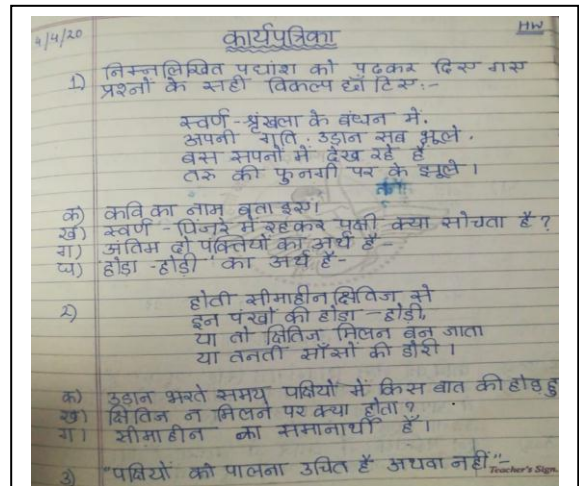 4/4/20 कार्यपत्रिका HW
1) निम्नलिखित पद्यांश को पढकर दिए गए
प्रश्नों के सही विकल्प छाँटिए:-
स्वर्ण-श्रृंखला के बंधन में,
अपनी गति, उड़ान सब भूले,
बस सपनों में देख रहे हैं
तरु की फुनगी पर के झूले।
क) कवि का नाम बताइए।
ख) स्वर्ण-पिंजरे में रहकर पक्षी क्या सोचता है?
ग) अंतिम दो पंक्तियों का अर्थ है-
घ) होड़ा-होड़ी का अर्थ है-
2) होती सीमाहीन क्षितिज से
इन पंखों की होड़ा-होड़ी,
या तो क्षितिज मिलन बन जाता
या तनती साँसों की डोरी।
क) उड़ान भरते समय पक्षियों में किस बात की होड़
ख) क्षितिज न मिलने पर क्या होता?
ग) सीमाहीन का समानार्थी है।
3) "पक्षियों को पालना उचित है अथवा नहीं"-
Teacher's Sign.